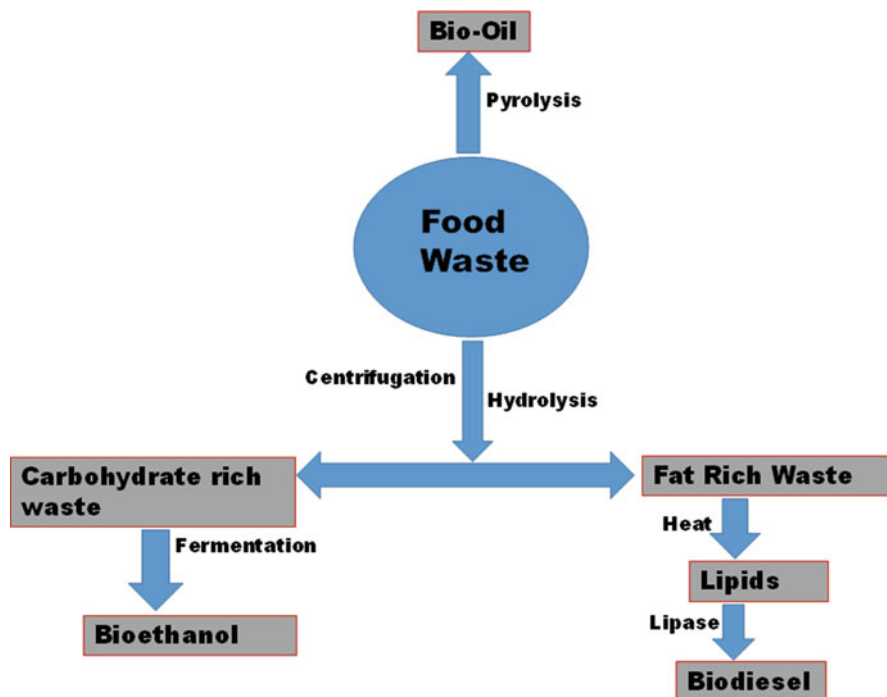 Bio-Oil
Pyrolysis
Food
Waste
Centrifugation
Hydrolysis
Carbohydrate rich
waste
Fat Rich Waste
Fermentation
Heat
Bioethanol
Lipids
Lipase
Biodiesel